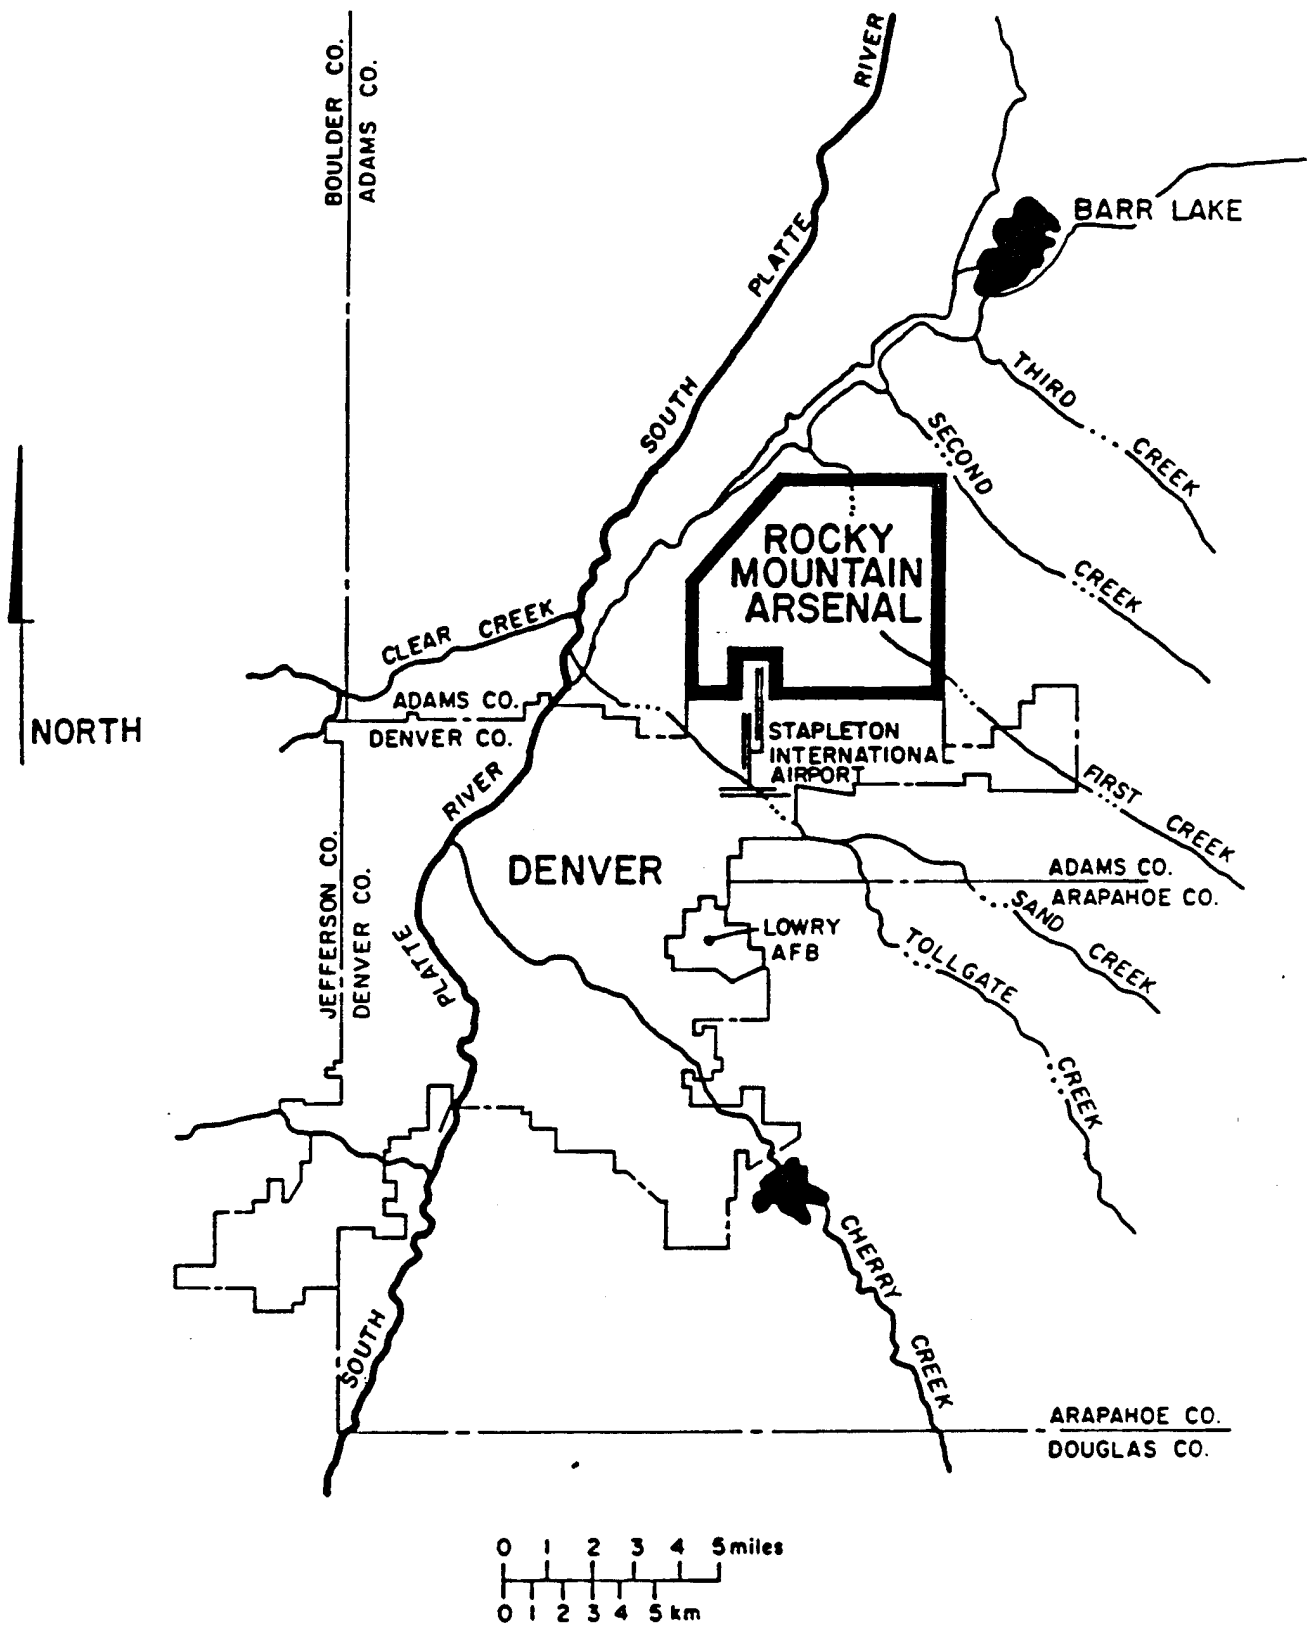 RIVER
BOULDER CO.
ADAMS CO.
BARR LAKE
PLATTE
SOUTH
THIRD
CREEK
SECOND
CREEK
ROCKY
MOUNTAIN
ARSENAL
CLEAR CREEK
NORTH
ADAMS CO.
DENVER CO.
STAPLETON
INTERNATIONAL
AIRPORT
FIRST
CREEK
RIVER
DENVER
JEFFERSON CO.
DENVER CO.
ADAMS CO.
ARAPAHOE CO.
SAND
CREEK
LOWRY
AFB
TOLLGATE
CREEK
PLATTE
CHERRY
CREEK
SOUTH
ARAPAHOE CO.
DOUGLAS CO.
0 1 2 3 4 5 miles
0 1 2 3 4 5 km